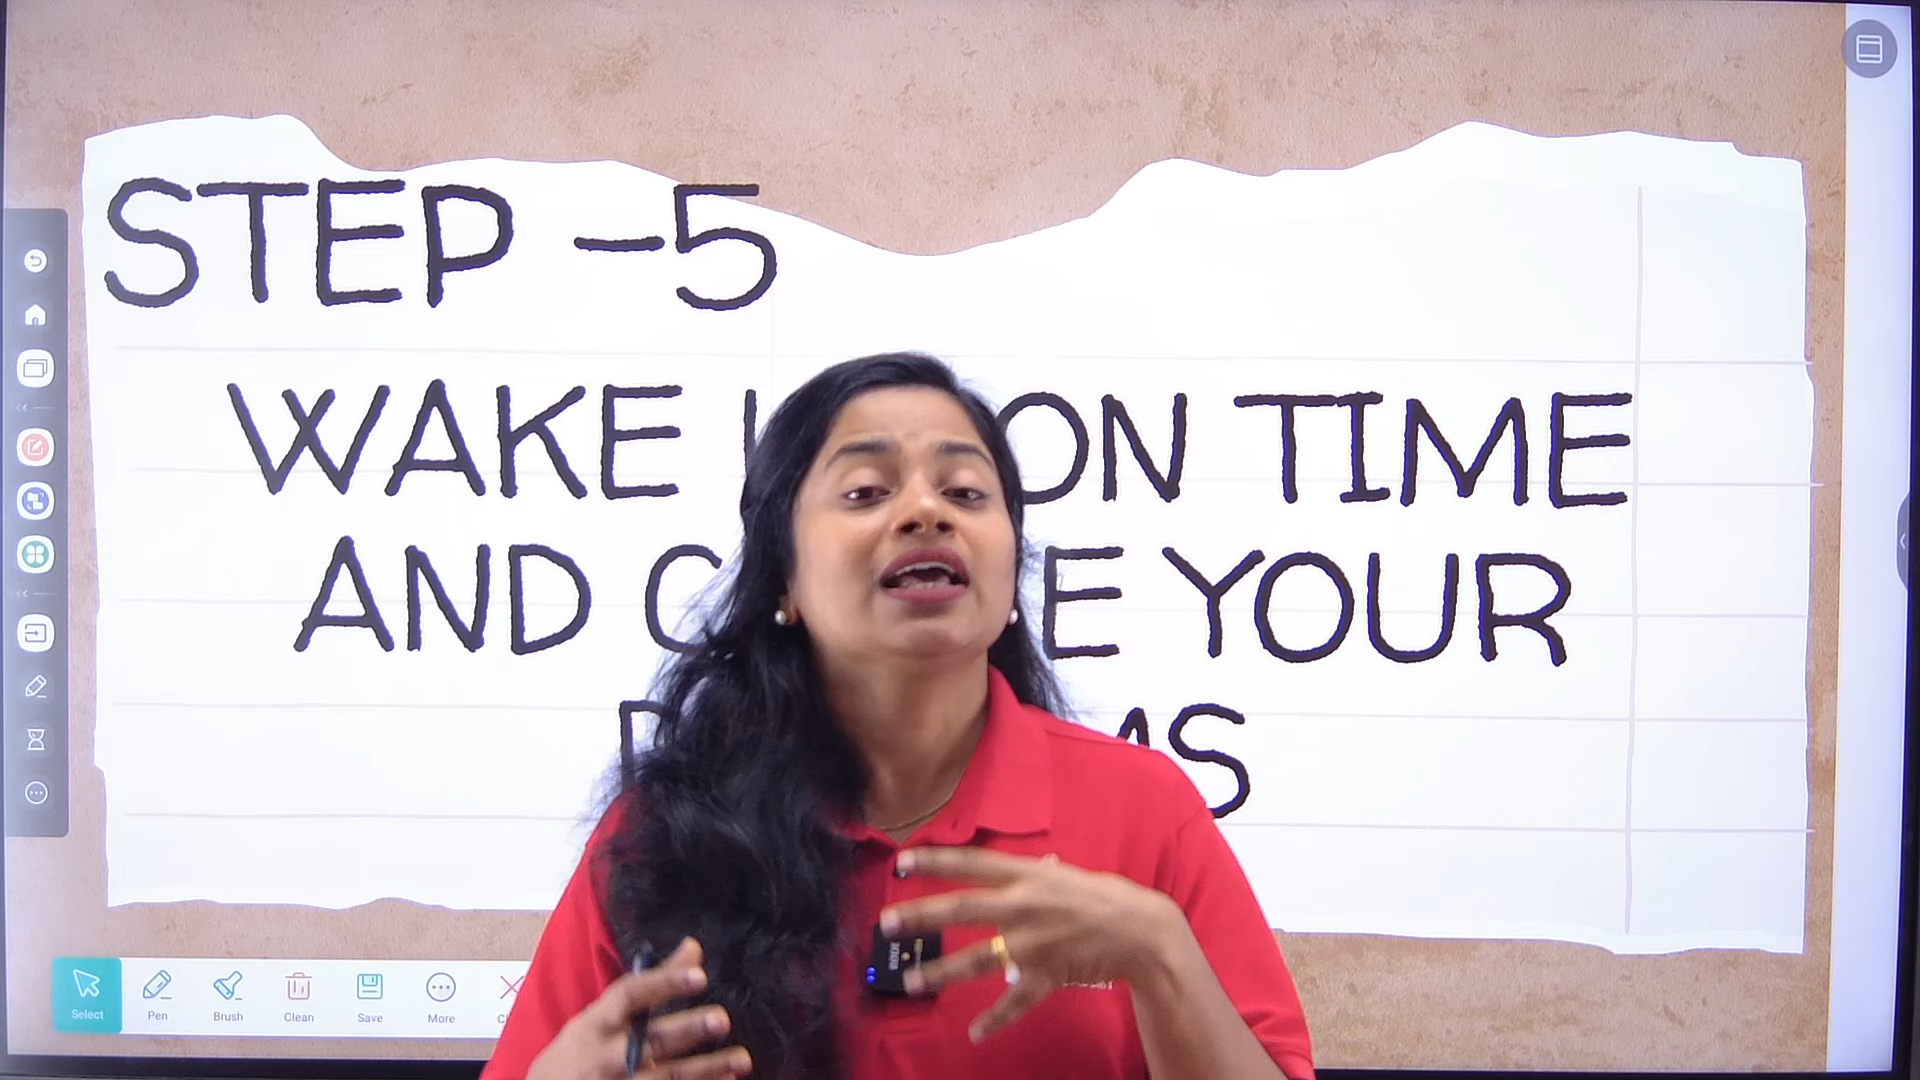 STEP -5
WAKE ON TIME
AND YOUR
Select
Pen
Brush
Clean
Save
More